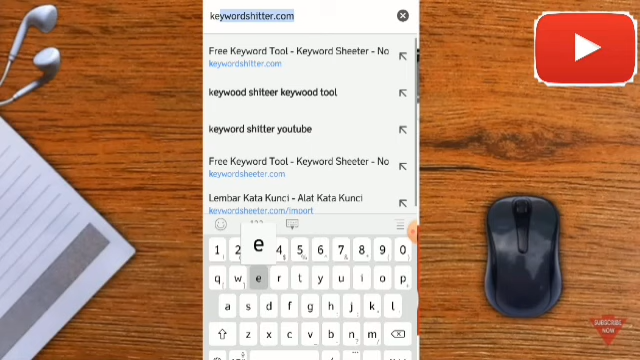 keywordshitter.com
Free Keyword Tool - Keyword Sheeter - No
keywordshitter.com
keywood shiteer keywood tool
keyword shitter youtube
Free Keyword Tool - Keyword Sheeter - No
keywordsheeter.com
Lembar Kata Kunci - Alat Kata Kunci
keywordsheeter.com/import
e
1 2 4 5 6 7 8 9 0
q w e r t y u i o p
a s d f g h j k l
z x c v b n m
SUBSCRIBE
NOW